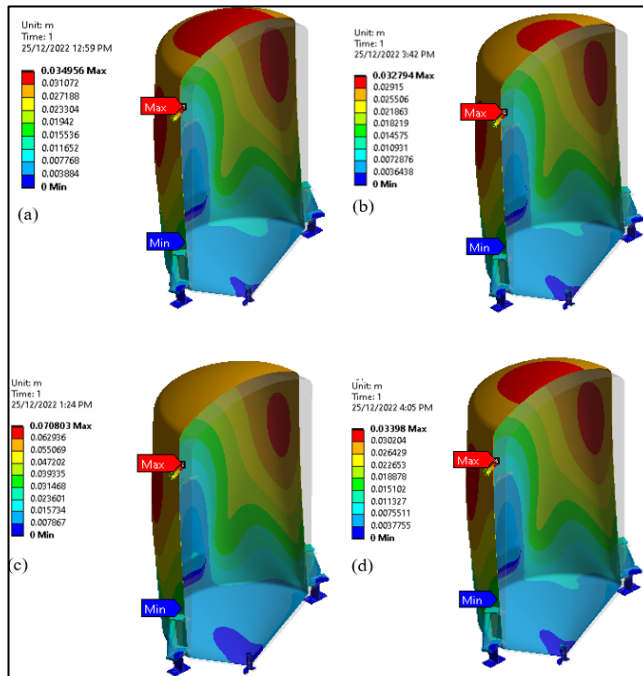 Unit: m
Time: 1
25/12/2022 12:59 PM
0.034956 Max
0.031072
0.027188
0.023304
0.01942
0.015536
0.011652
0.007768
0.003884
0 Min
Max
Min
(a)
Unit: m
Time: 1
25/12/2022 3:42 PM
0.032794 Max
0.02915
0.025506
0.021863
0.018219
0.014575
0.010931
0.0072876
0.0036438
0 Min
Max
Min
(b)
Unit: m
Time: 1
25/12/2022 1:24 PM
0.070803 Max
0.062936
0.055069
0.047202
0.039335
0.031468
0.023601
0.015734
0.007867
0 Min
Max
Min
(c)
Unit: m
Time: 1
25/12/2022 4:05 PM
0.03398 Max
0.030204
0.026429
0.022653
0.018878
0.015102
0.011327
0.0075511
0.0037755
0 Min
Max
Min
(d)